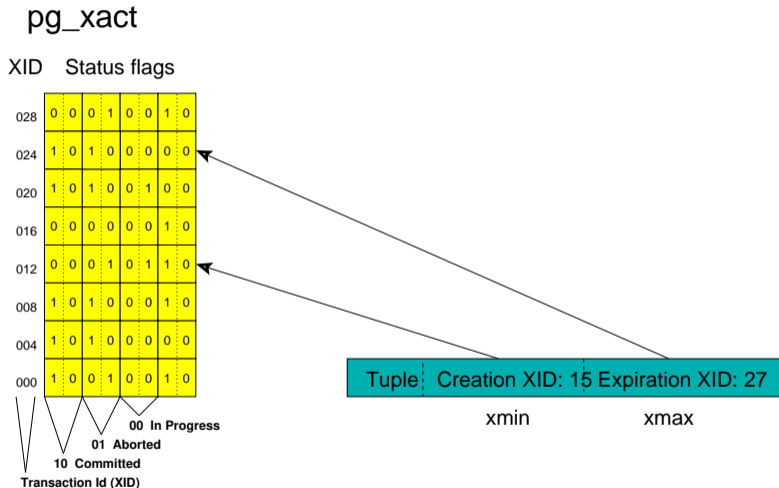 pg_xact
XID Status flags
028 0 0 0 1 0 0 1 0
024 1 0 1 0 0 0 0 0
020 1 0 1 0 0 1 0 0
016 0 0 0 0 0 0 1 0
012 0 0 0 1 0 1 1 0
008 1 0 1 0 0 0 1 0
004 1 0 1 0 0 0 0 0
000 1 0 0 1 0 0 1 0
Tuple Creation XID: 15 Expiration XID: 27
xmin xmax
00 In Progress
01 Aborted
10 Committed
Transaction Id (XID)